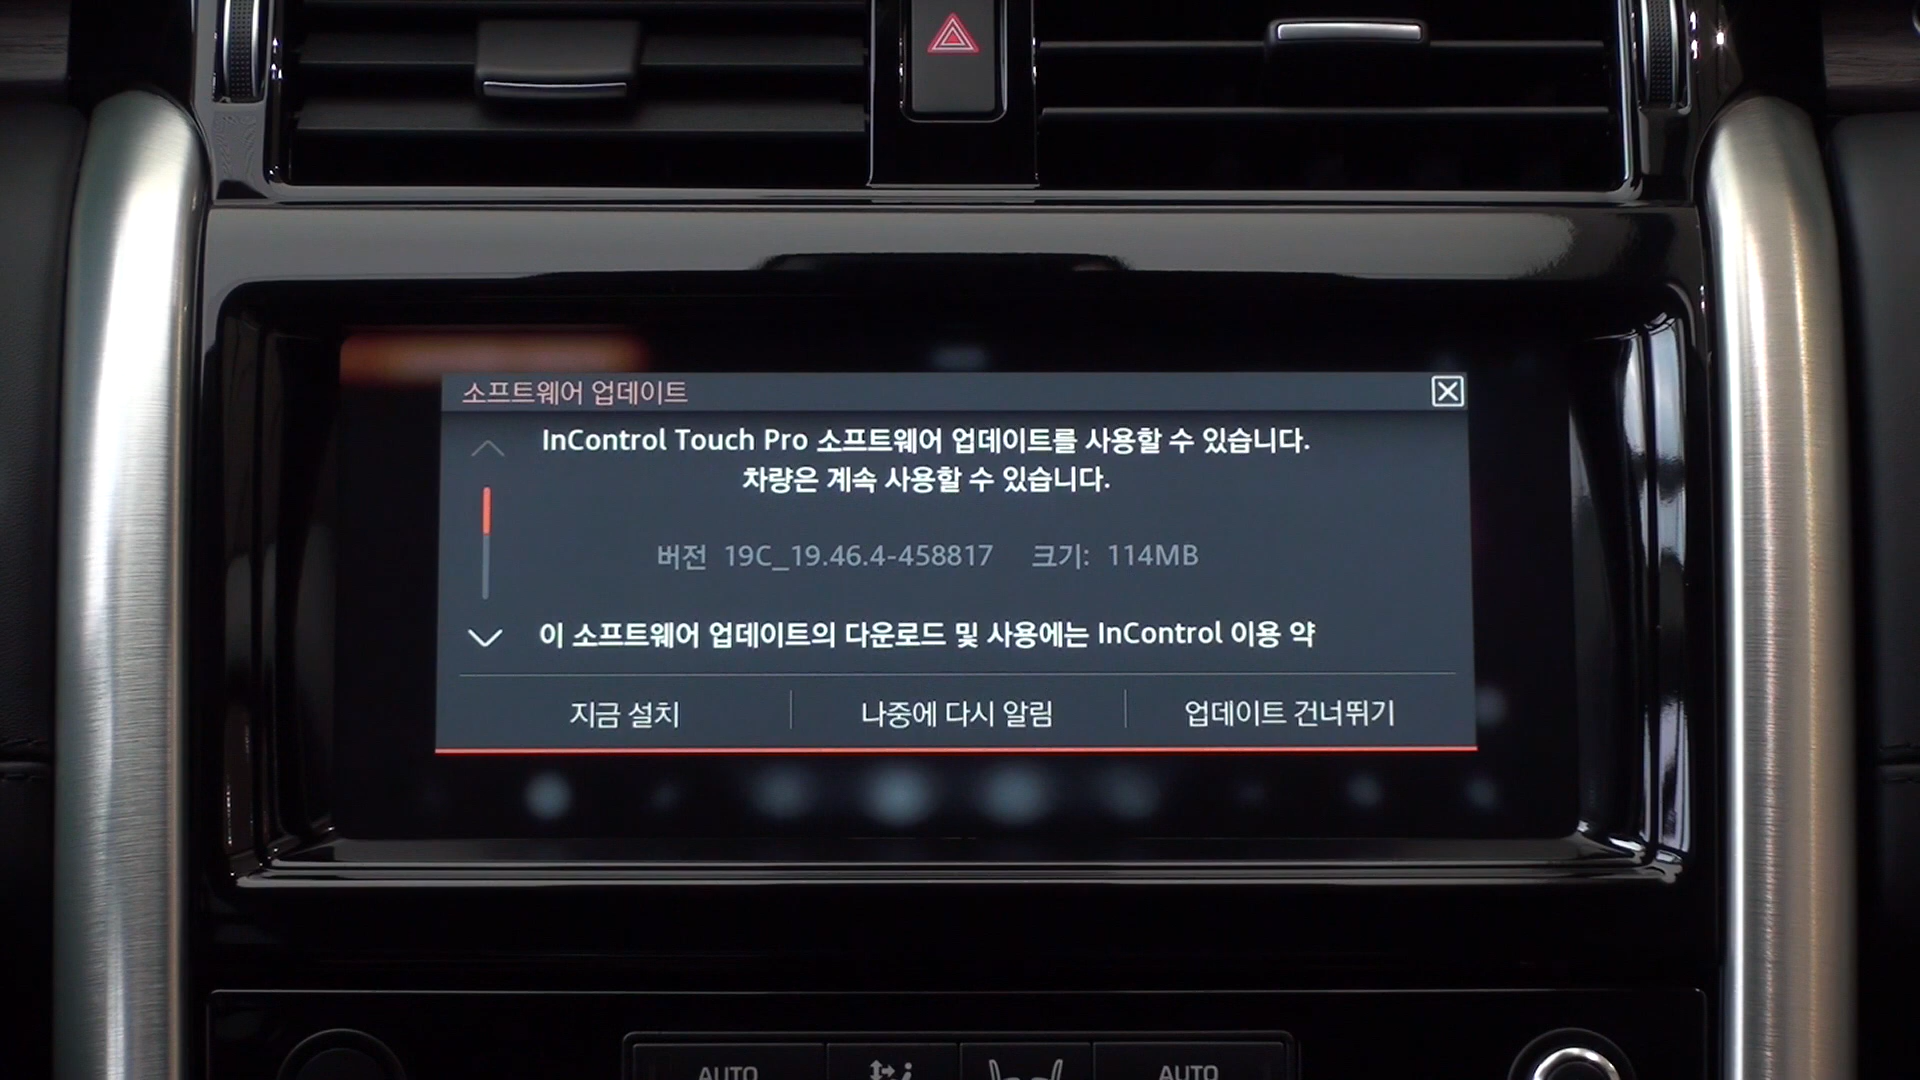 소프트웨어 업데이트
InControl Touch Pro 소프트웨어 업데이트를 사용할 수 있습니다.
차량은 계속 사용할 수 있습니다.
버전 19C_19.46.4-458817 크기: 114MB
이 소프트웨어 업데이트의 다운로드 및 사용에는 InControl 이용 약
지금 설치 나중에 다시 알림 업데이트 건너뛰기
AUTO AUTO